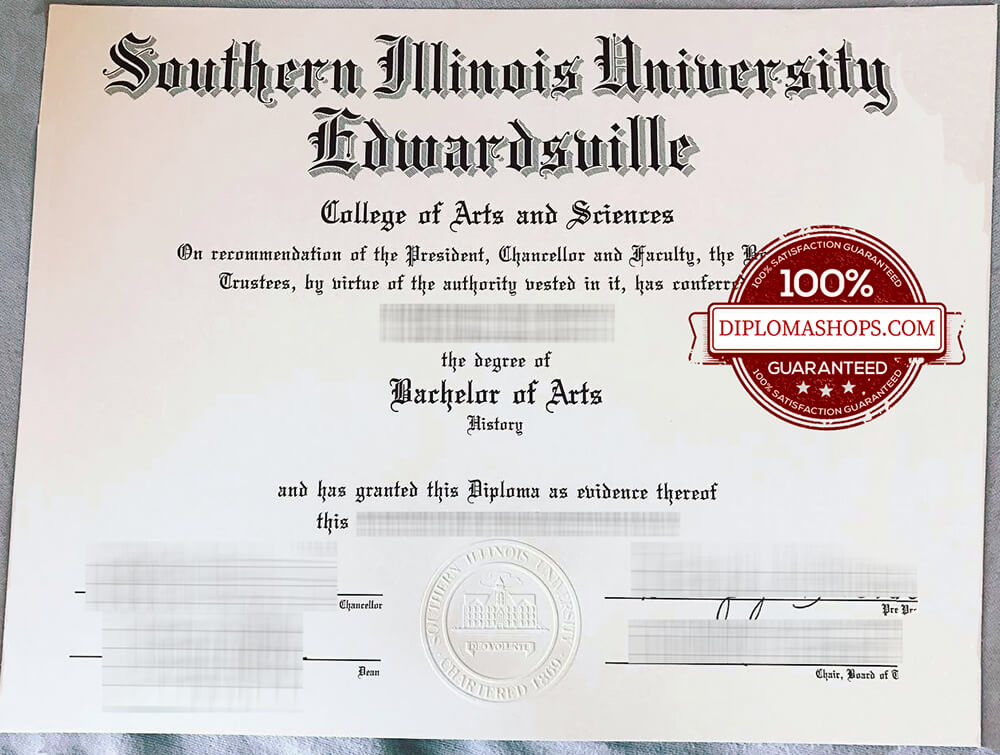 Southern Illinois University
Edwardsville
College of Arts and Sciences
On recommendation of the President, Chancellor and Faculty, the
Trustees, by virtue of the authority vested in it, has
the degree of
Bachelor of Arts
History
and has granted this Diploma as evidence thereof
this
Chancellor
Dean
Chair, Board of
SOUTHERN ILLINOIS UNIVERSITY
DEO VOLENTE
CHARTERED 1869
100% SATISFACTION GUARANTEED
100%
DIPLOMASHOPS.COM
GUARANTEED
100% SATISFACTION GUARANTEED